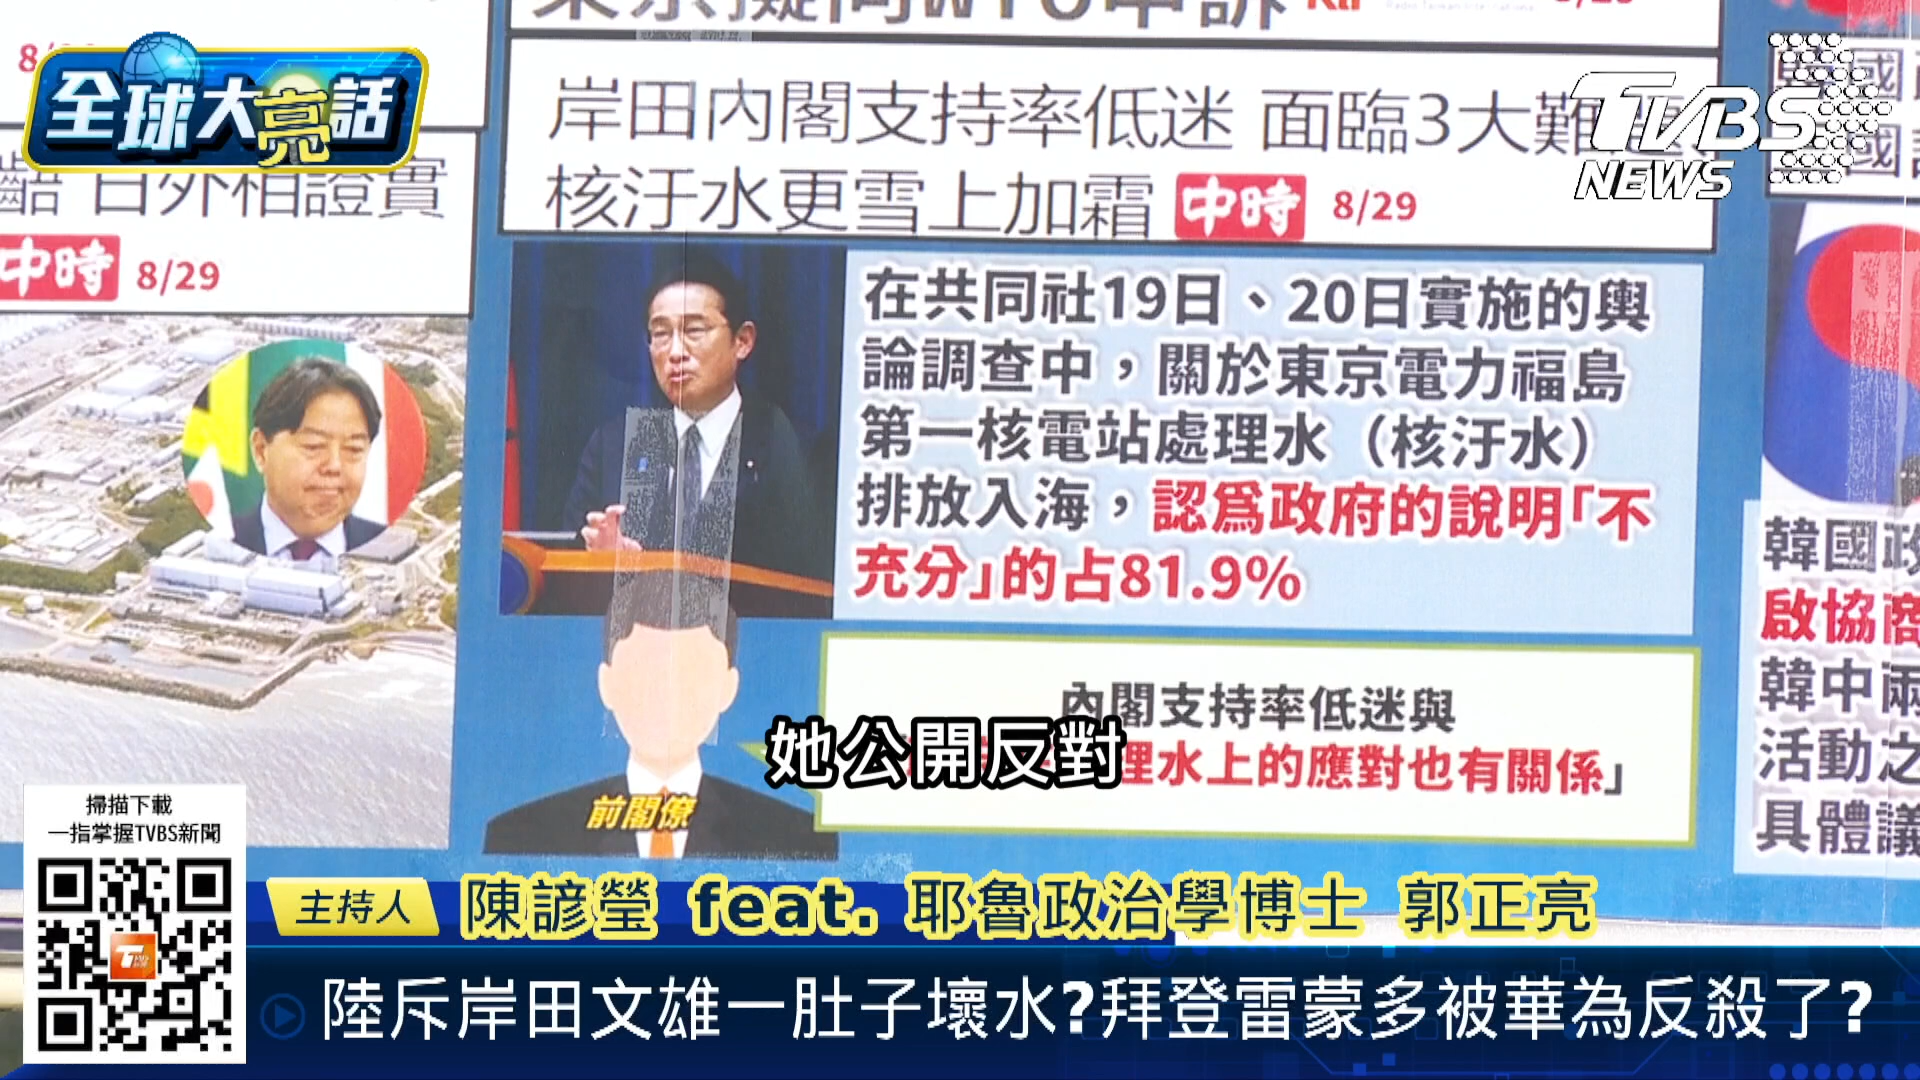 全球大亮話
TVBS
NEWS
岸田內閣支持率低迷 面臨3大難
核汙水更雪上加霜 中時 8/29
日外相證實
中時 8/29
在共同社19日、20日實施的輿
論調查中，關於東京電力福島
第一核電站處理水（核汙水）
排放入海，認為政府的說明「不
充分」的占81.9%
內閣支持率低迷與
理水上的應對也有關係」
前閣僚
韓國政
啟協商
韓中兩
活動之
具體議
她公開反對
掃描下載
一指掌握TVBS新聞
主持人 陳諺瑩 feat. 耶魯政治學博士 郭正亮
陸斥岸田文雄一肚子壞水?拜登雷蒙多被華為反殺了?